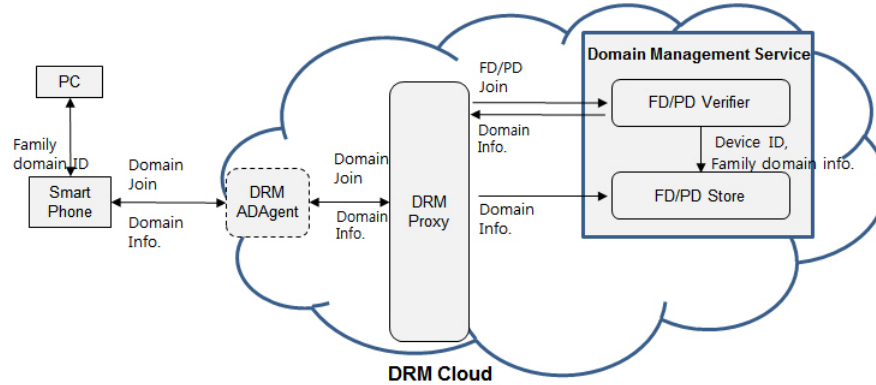 Domain Management Service
PC
FD/PD
Join
FD/PD Verifier
Domain
Info.
Device ID,
Family domain info.
Family
domain ID
Domain
Join
Domain
Join
Smart
Phone
DRM
ADAgent
DRM
Proxy
FD/PD Store
Domain
Info.
Domain
Info.
Domain
Info.
DRM Cloud